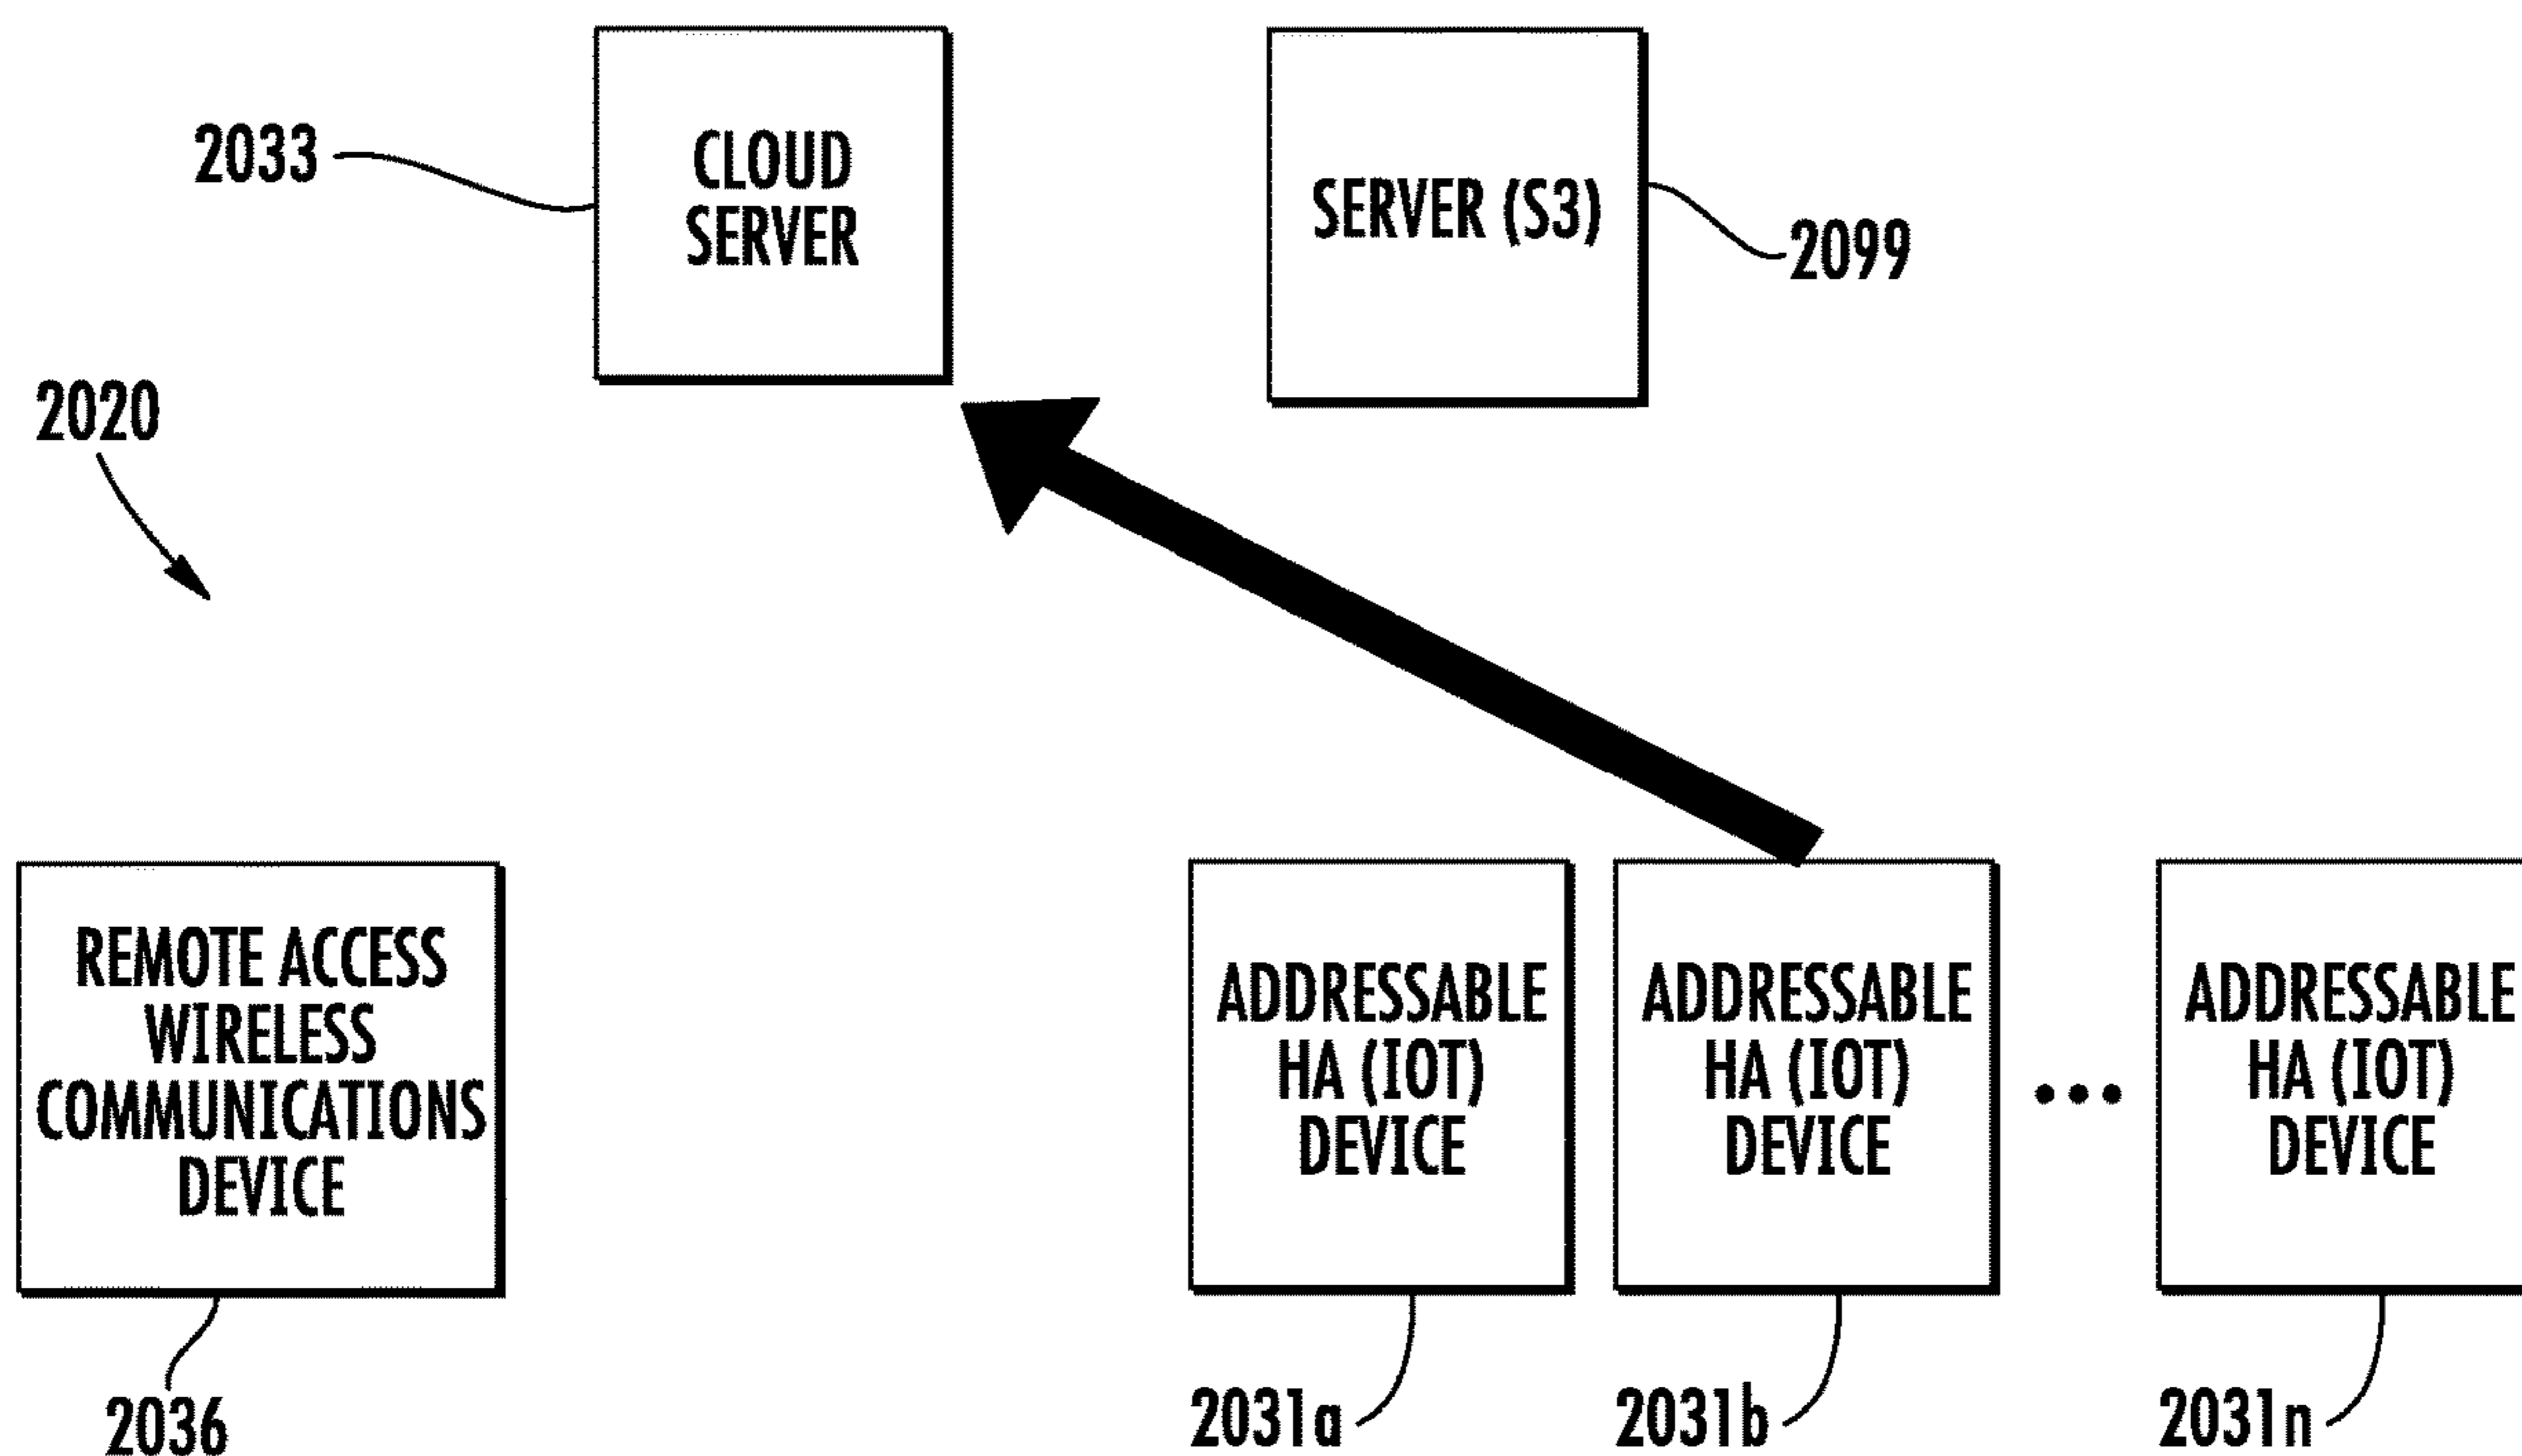 2033
CLOUD
SERVER
SERVER (S3)
2099
2020
REMOTE ACCESS
WIRELESS
COMMUNICATIONS
DEVICE
2036
ADDRESSABLE
HA (IOT)
DEVICE
2031a
ADDRESSABLE
HA (IOT)
DEVICE
2031b
•••
ADDRESSABLE
HA (IOT)
DEVICE
2031n